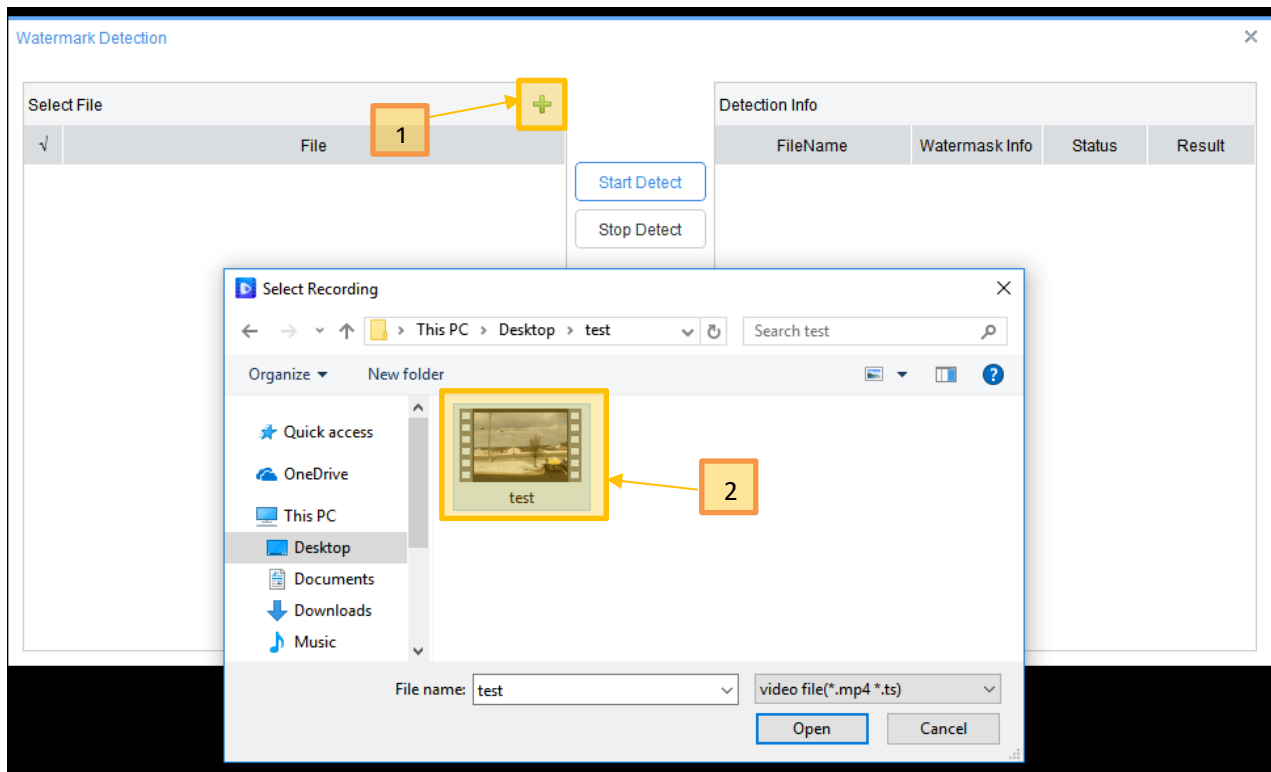 Watermark Detection
Select File
1
Detection Info
√ File
FileName Watermask Info Status Result
Start Detect
Stop Detect
Select Recording
This PC > Desktop > test
Search test
Organize
New folder
Quick access
OneDrive
This PC
Desktop
Documents
Downloads
Music
test
2
File name: test
video file(*.mp4 *.ts)
Open
Cancel